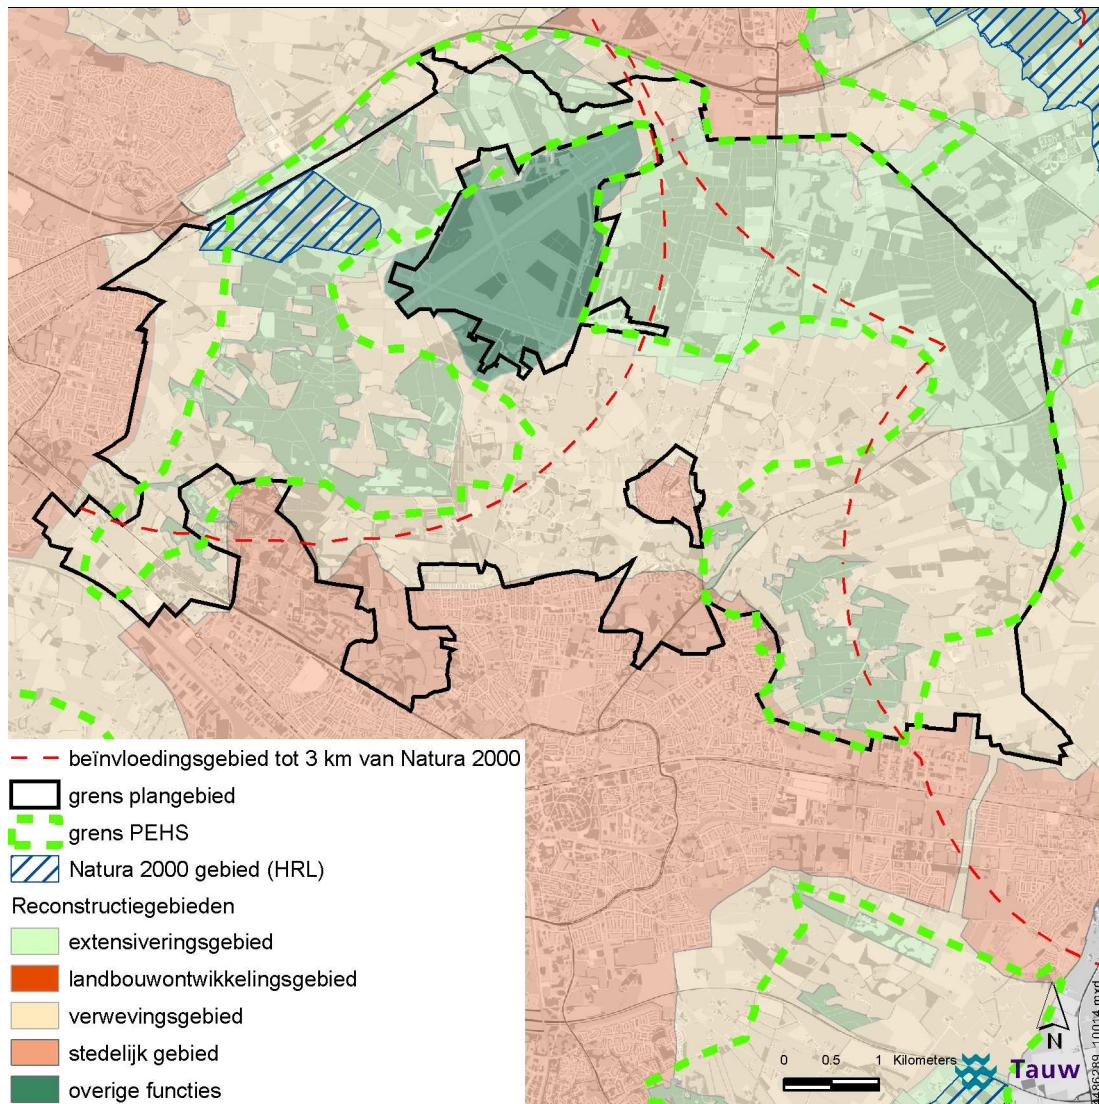 beïnvloedingsgebied tot 3 km van Natura 2000
grens plangebied
grens PEHS
Natura 2000 gebied (HRL)
Reconstructiegebieden
extensiveringsgebied
landbouwontwikkelingsgebied
verwevingsgebied
stedelijk gebied
overige functies
0 0.5 1 Kilometers
N
Tauw